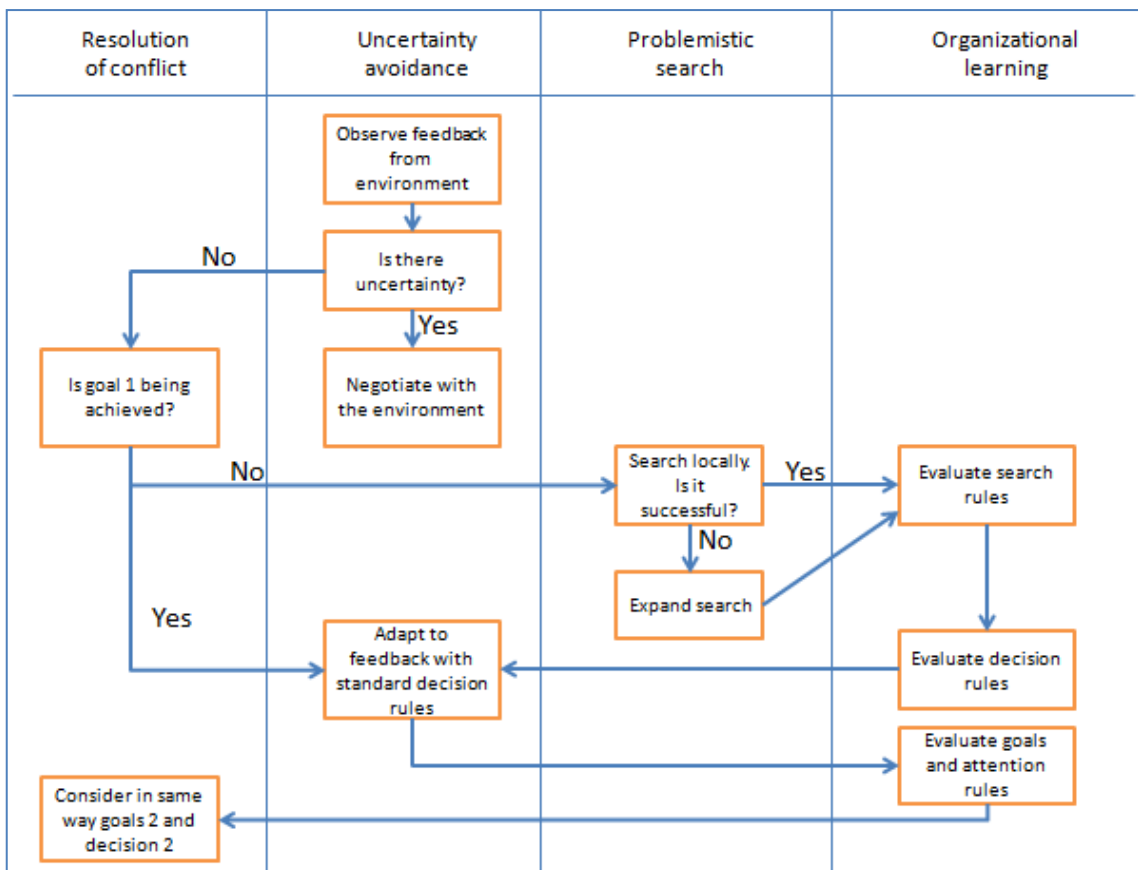 Resolution
of conflict
Uncertainty
avoidance
Problemistic
search
Organizational
learning
Observe feedback
from
environment
No
Is there
uncertainty?
Yes
Is goal 1 being
achieved?
Negotiate with
the environment
No
Search locally.
Is it
successful?
Yes
Evaluate search
rules
No
Expand search
Yes
Adapt to
feedback with
standard decision
rules
Evaluate decision
rules
Evaluate goals
and attention
rules
Consider in same
way goals 2 and
decision 2